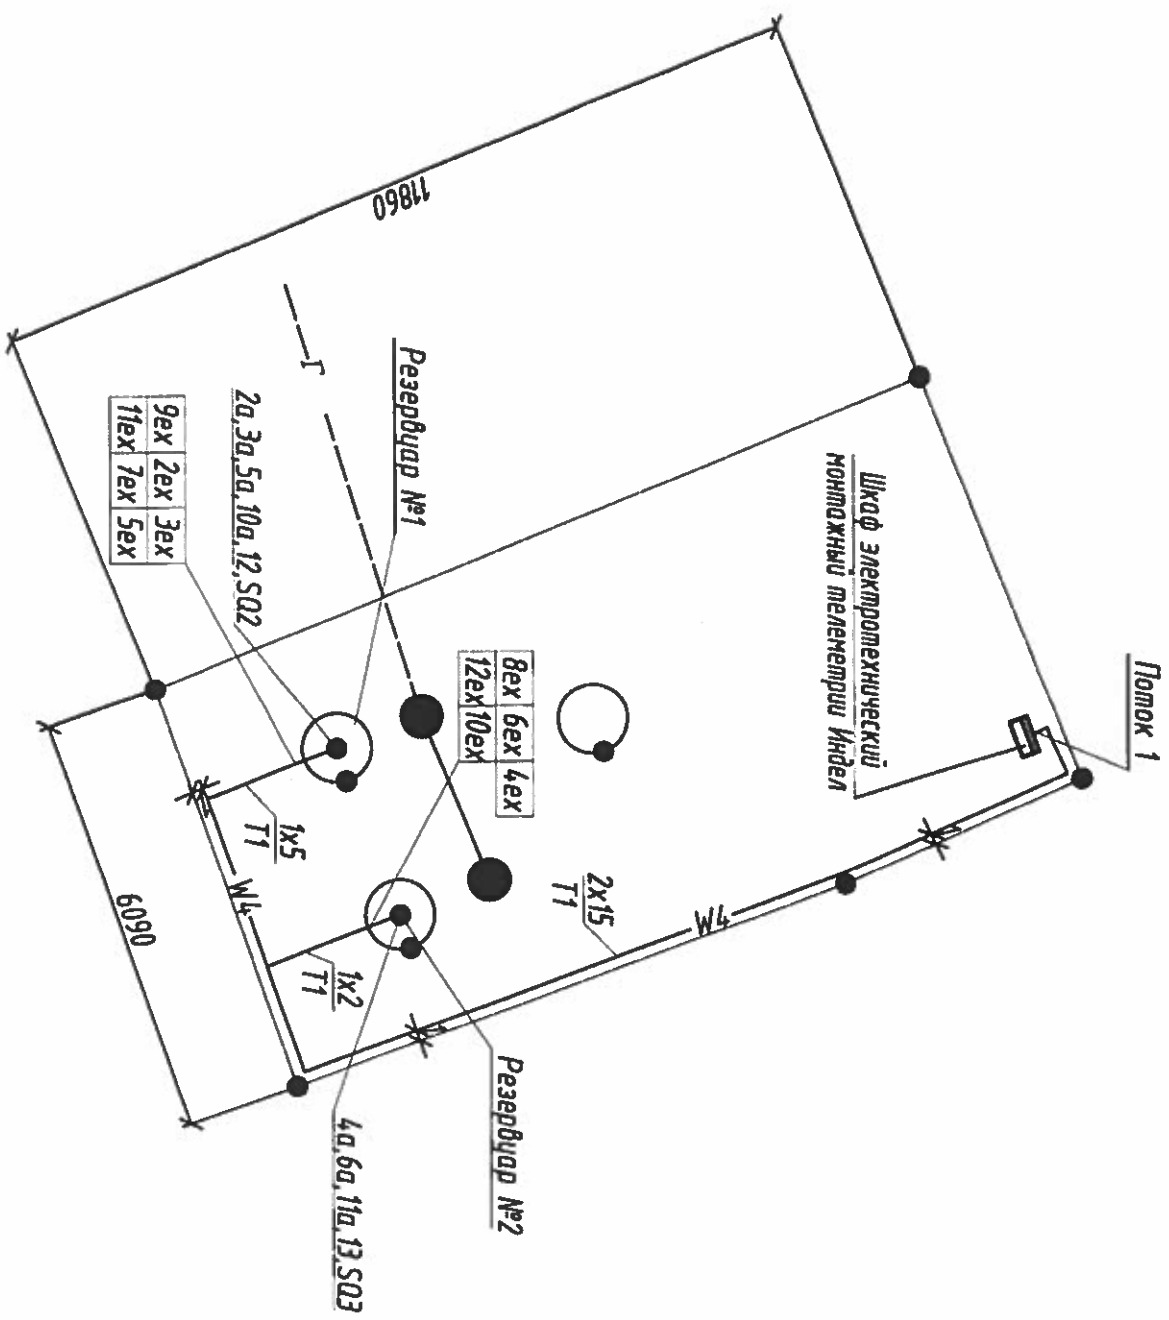 Поток 1
Шкаф электротехнический
монтажный телеметрии Индел
11860
Г
Резервуар №1
2а,3а,5а,10а,12,SQ2
9ех 2ех 3ех
11ех 7ех 5ех
8ех 6ех 4ех
12ех 10ех
2х15
Т1
W4
1х5
Т1
W4
1х2
Т1
6090
Резервуар №2
4а,6а,11а,13,SQ3